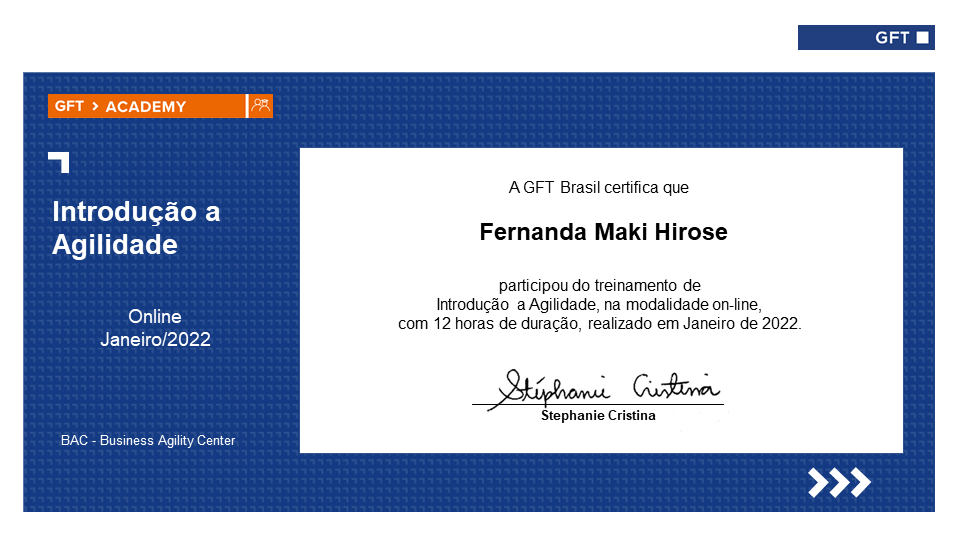 GFT
GFT > ACADEMY
Introdução a
Agilidade
Online
Janeiro/2022
BAC - Business Agility Center
A GFT Brasil certifica que
Fernanda Maki Hirose
participou do treinamento de
Introdução a Agilidade, na modalidade on-line,
com 12 horas de duração, realizado em Janeiro de 2022.
Stéphanie Cristina
Stephanie Cristina